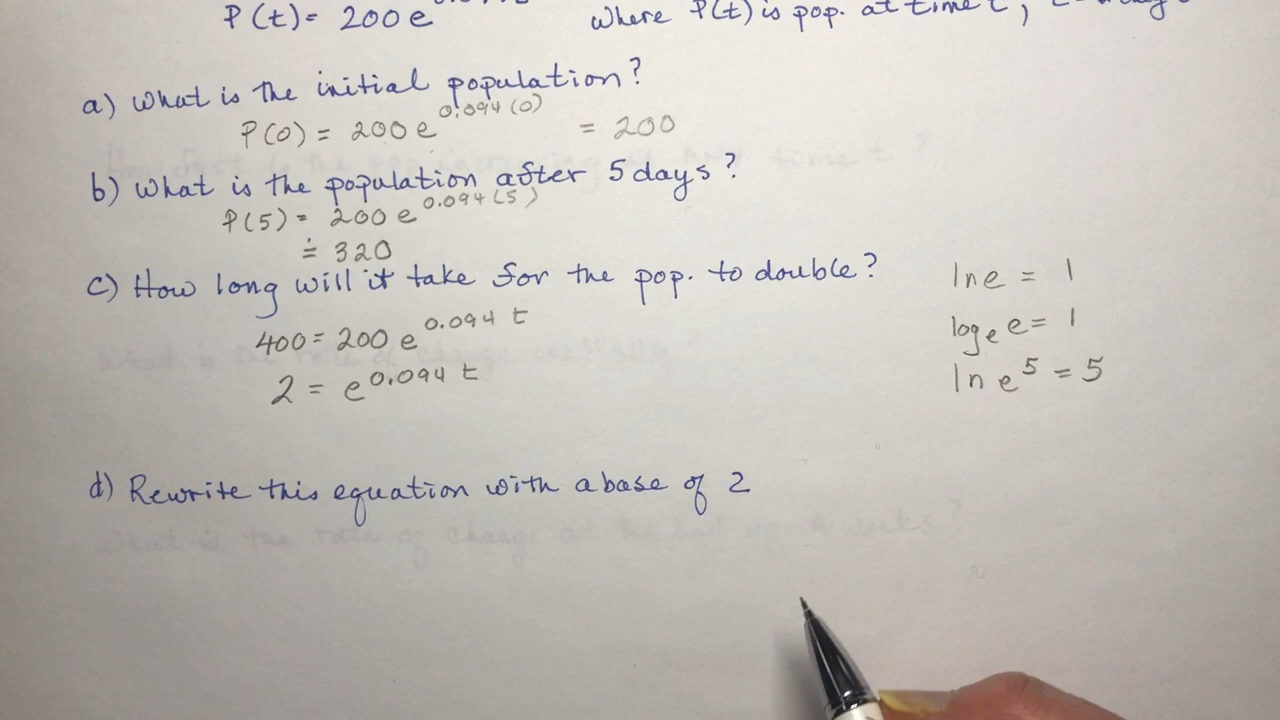 P(t) = 200 e
where P(t) is pop. at time t,
a) What is the initial population?
P(0) = 200 e^0.094(0) = 200
b) What is the population after 5 days?
P(5) = 200 e^0.094(5)
≐ 320
c) How long will it take for the pop. to double?
400 = 200 e^0.094 t
2 = e^0.094 t
ln e = 1
log_e e = 1
ln e^5 = 5
d) Rewrite this equation with a base of 2